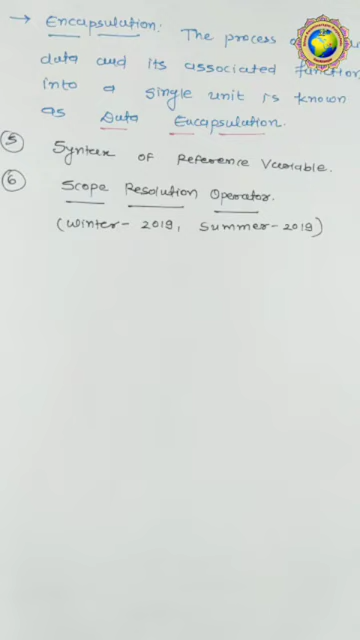 → Encapsulation: The process
data and its associated function
into a single unit is known
as Data Encapsulation.
⑤ Syntax of Reference Variable.
⑥ Scope Resolution Operator.
(Winter-2019, Summer-2019)